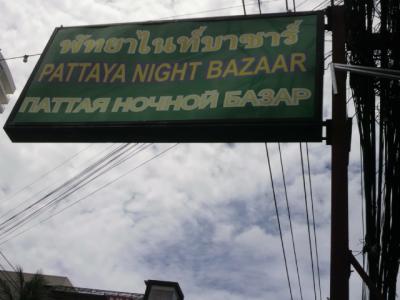 พัทยาไนท์บาซาร์
PATTAYA NIGHT BAZAAR
ПАТТАЯ НОЧНОЙ БАЗАР